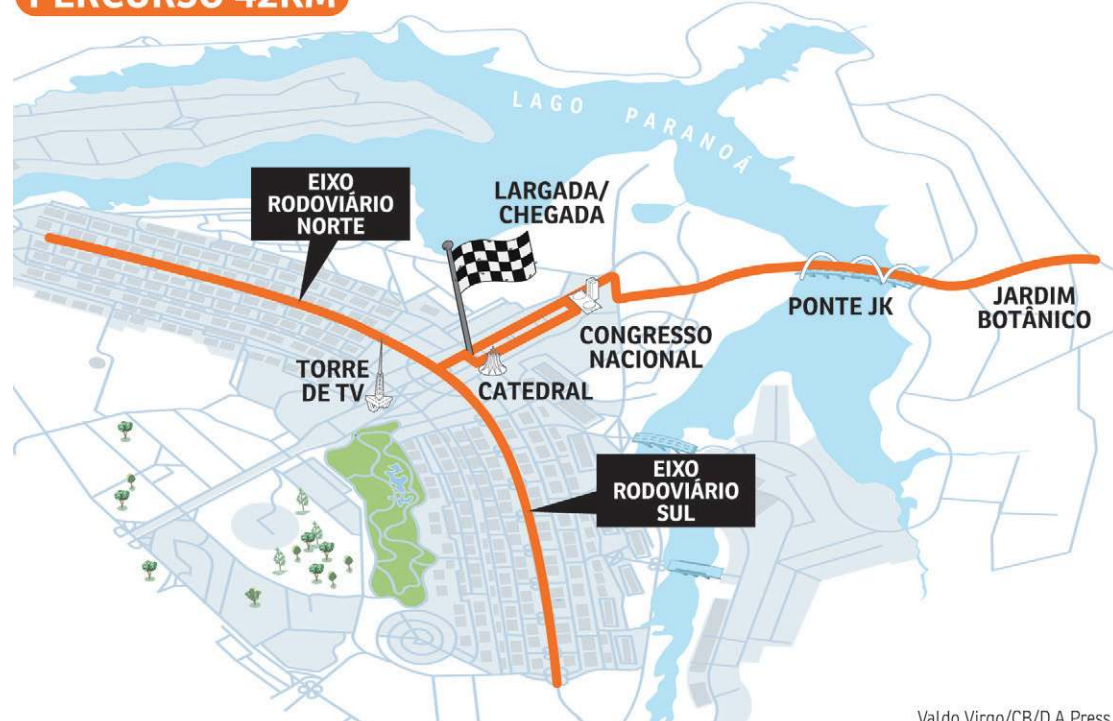 PERCURSO 42KM
LAGO PARANOÁ
EIXO
RODOVIÁRIO
NORTE
LARGADA/
CHEGADA
PONTE JK
JARDIM
BOTÂNICO
CONGRESSO
NACIONAL
TORRE
DE TV
CATEDRAL
EIXO
RODOVIÁRIO
SUL
Valdo Virgo/CB/D.A Press